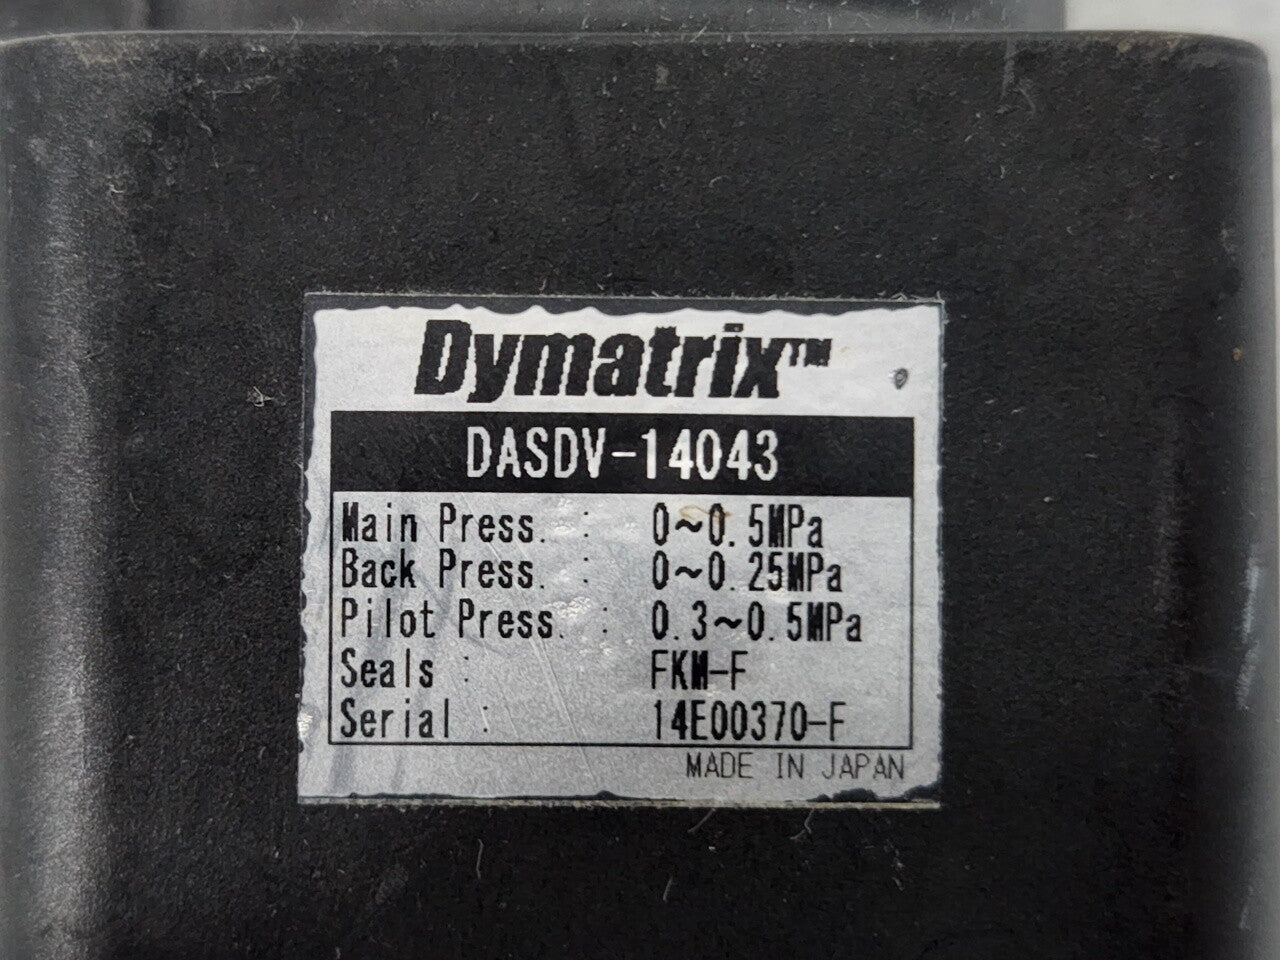 Dymatrix™
DASDV-14043
Main Press. : 0~0.5MPa
Back Press. : 0~0.25MPa
Pilot Press. : 0.3~0.5MPa
Seals : FKM-F
Serial : 14E00370-F
MADE IN JAPAN